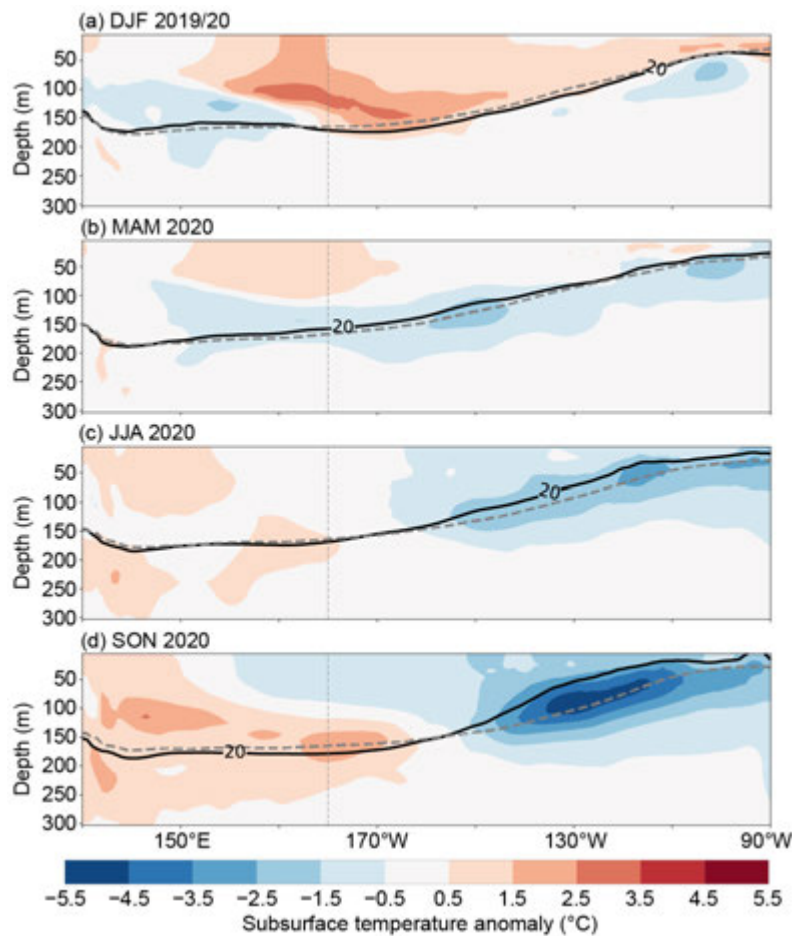 (a) DJF 2019/20
50
100
150
200
250
300
Depth (m)
20
(b) MAM 2020
50
100
150
200
250
300
Depth (m)
20
(c) JJA 2020
50
100
150
200
250
300
Depth (m)
20
(d) SON 2020
50
100
150
200
250
300
Depth (m)
20
150°E 170°W 130°W 90°W
−5.5 −4.5 −3.5 −2.5 −1.5 −0.5 0.5 1.5 2.5 3.5 4.5 5.5
Subsurface temperature anomaly (°C)